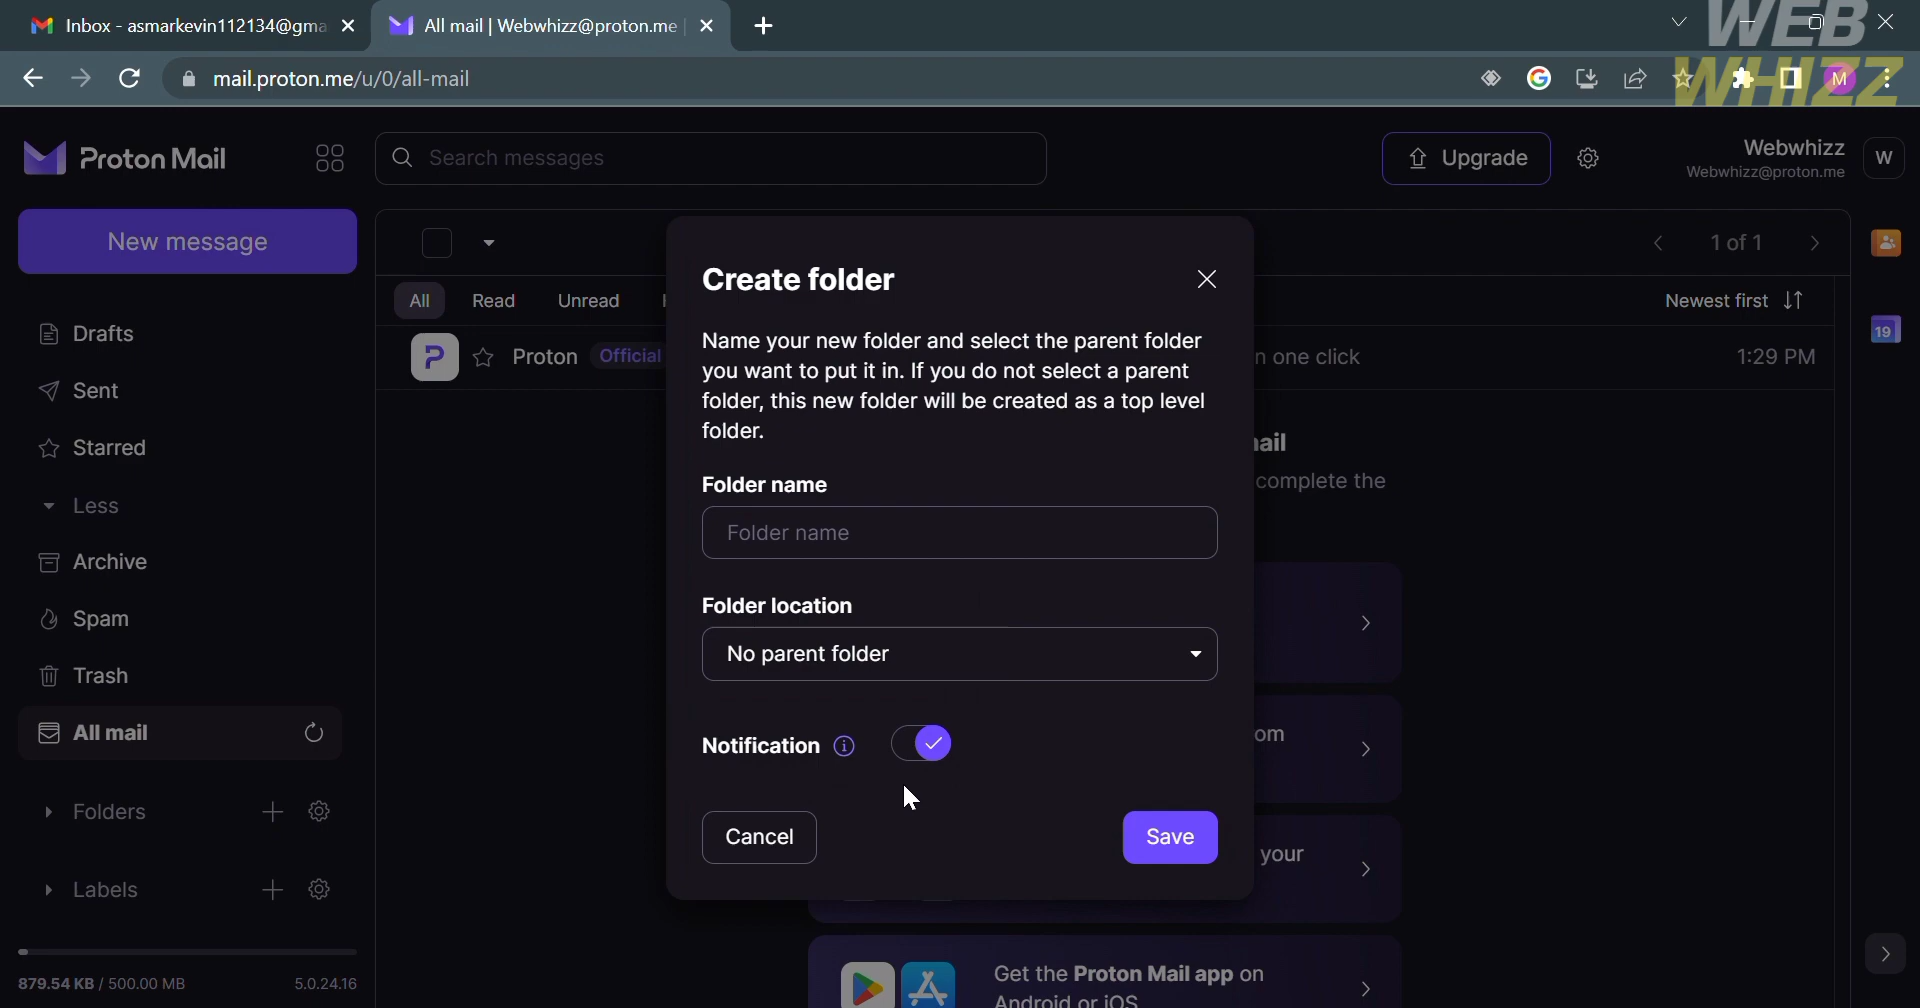 Inbox - asmarkevin112134@gma
All mail | Webwhizz@proton.me
WEB
WHIZZ
mail.proton.me/u/0/all-mail
M
Proton Mail
Search messages
Upgrade
Webwhizz
Webwhizz@proton.me
W
New message
1 of 1
All
Read
Unread
Newest first
Proton
Official
n one click
1:29 PM
Drafts
Sent
Starred
Less
Archive
Spam
Trash
All mail
Folders
Labels
879.54 KB / 500.00 MB
5.0.24.16
Create folder
Name your new folder and select the parent folder
you want to put it in. If you do not select a parent
folder, this new folder will be created as a top level
folder.
Folder name
Folder name
Folder location
No parent folder
Notification
Cancel
Save
ail
complete the
om
your
Get the Proton Mail app on
Android or iOS
19